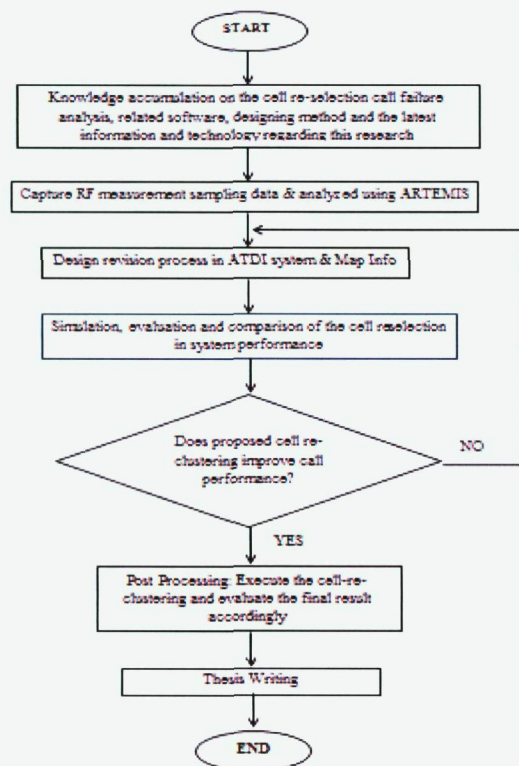 START
Knowledge accumulation on the cell re-selection call failure
analysis, related software, designing method and the latest
information and technology regarding this research
Capture RF measurement sampling data & analyzed using ARTEMIS
Design revision process in ATDI system & Map Info
Simulation, evaluation and comparison of the cell reselection
in system performance
Does proposed cell re-
clustering improve call
performance?
NO
YES
Post Processing: Execute the cell-re-
clustering and evaluate the final result
accordingly
Thesis Writing
END